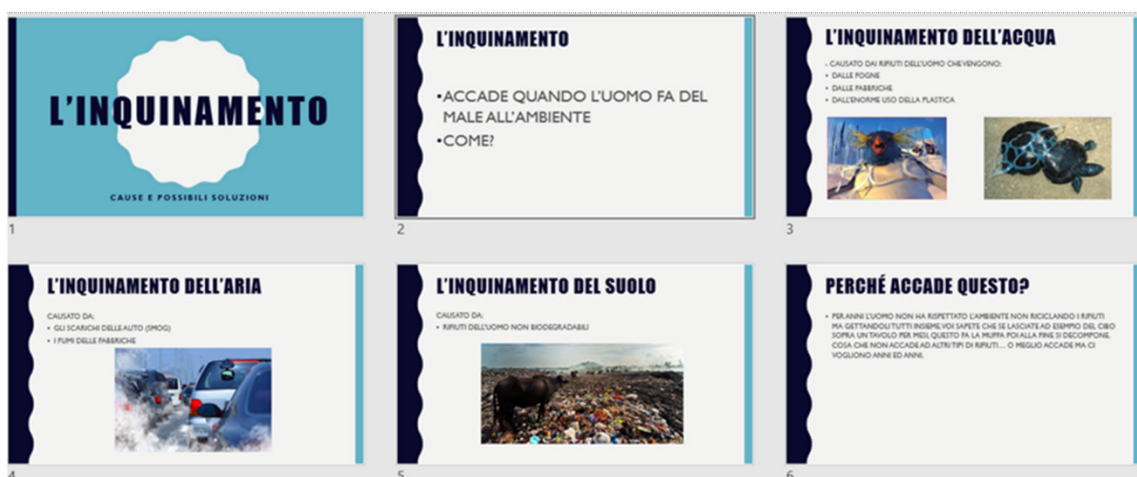 L'INQUINAMENTO
CAUSE E POSSIBILI SOLUZIONI
1
L'INQUINAMENTO
•ACCADE QUANDO L'UOMO FA DEL
MALE ALL'AMBIENTE
•COME?
2
L'INQUINAMENTO DELL'ACQUA
- CAUSATO DAI RIFIUTI DELL'UOMO CHE VENGONO:
• DALLE FOGNE
• DALLE FABBRICHE
• DALL'ENORME USO DELLA PLASTICA
3
L'INQUINAMENTO DELL'ARIA
CAUSATO DA:
• GLI SCARICHI DELLE AUTO (SMOG)
• I FUMI DELLE FABBRICHE
4
L'INQUINAMENTO DEL SUOLO
CAUSATO DA:
• RIFIUTI DELL'UOMO NON BIODEGRADABILI
5
PERCHÉ ACCADE QUESTO?
• PER ANNI L'UOMO NON HA RISPETTATO L'AMBIENTE NON RICICLANDO I RIFIUTI
MA GETTANDOLI TUTTI INSIEME. VOI SAPETE CHE SE LASCIATE AD ESEMPIO DEL CIBO
SOPRA UN TAVOLO PER MESI, QUESTO FA LA MUFFA POI ALLA FINE SI DECOMPONE.
COSA CHE NON ACCADE AD ALTRI TIPI DI RIFIUTI… O MEGLIO ACCADE MA CI
VOGLIONO ANNI ED ANNI.
6